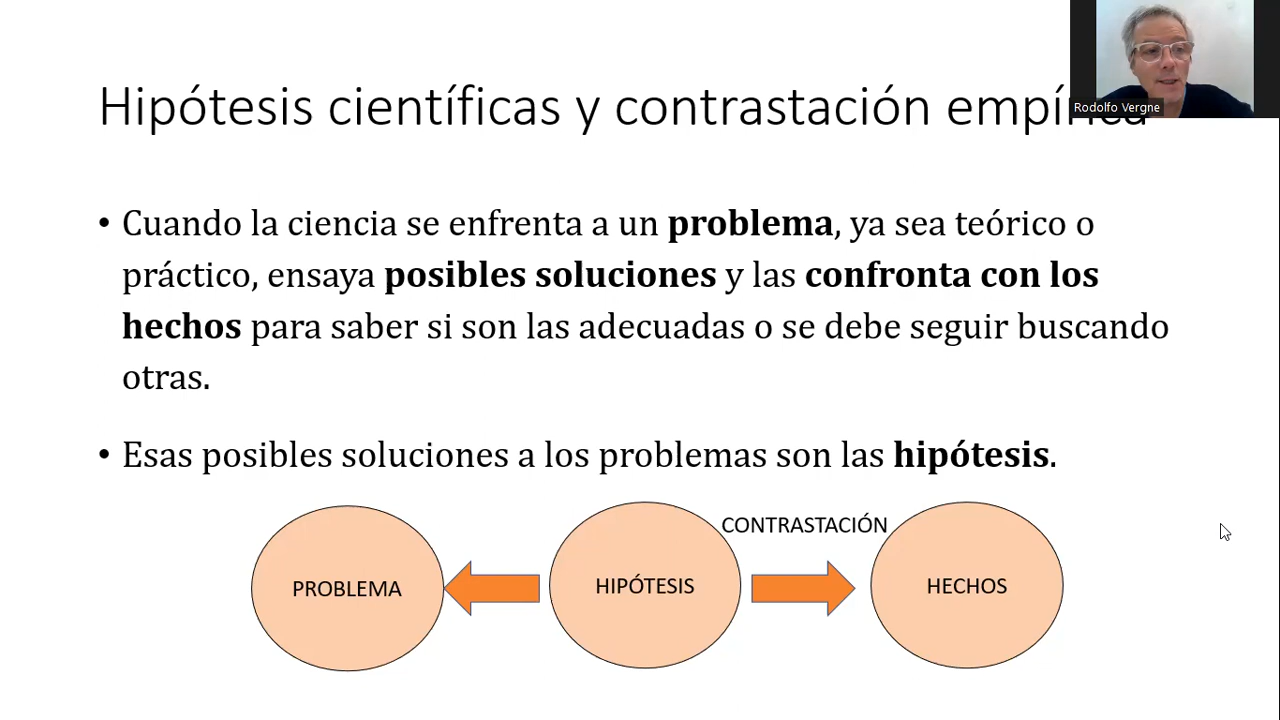 Hipótesis científicas y contrastación empírica
Rodolfo Vergne
• Cuando la ciencia se enfrenta a un problema, ya sea teórico o
práctico, ensaya posibles soluciones y las confronta con los
hechos para saber si son las adecuadas o se debe seguir buscando
otras.
• Esas posibles soluciones a los problemas son las hipótesis.
CONTRASTACIÓN
PROBLEMA
HIPÓTESIS
HECHOS